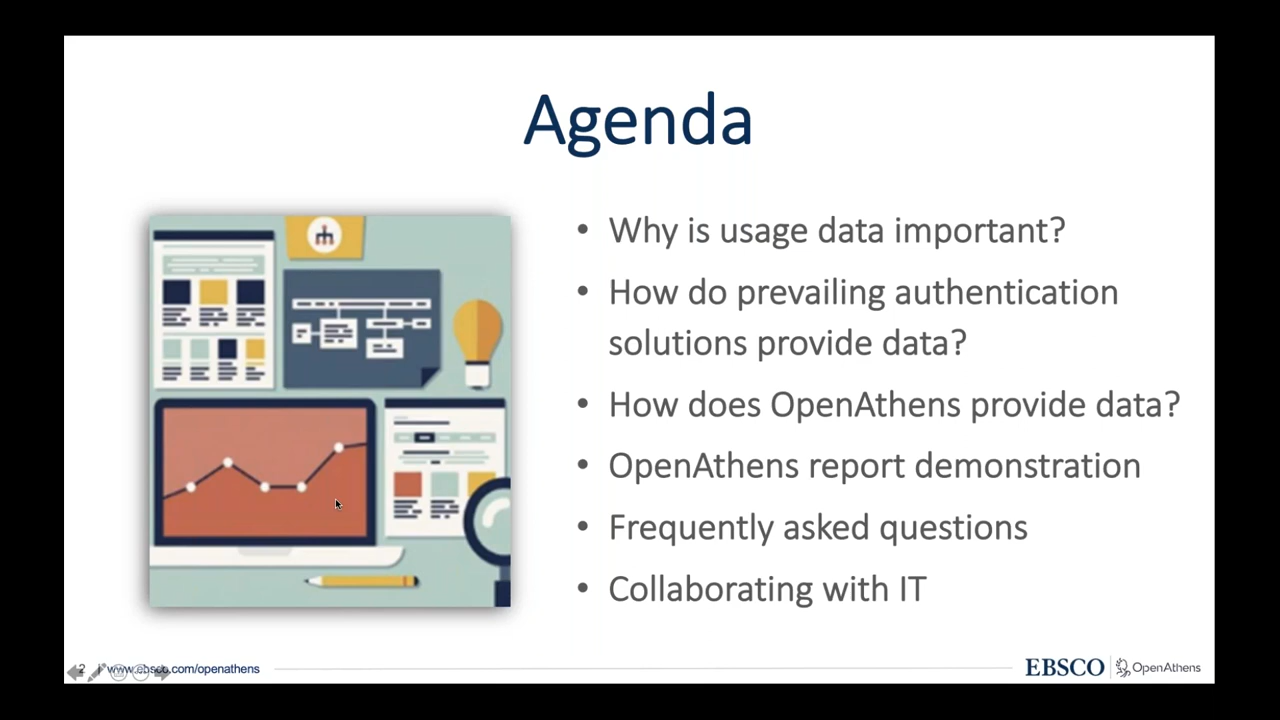 Agenda
• Why is usage data important?
• How do prevailing authentication
solutions provide data?
• How does OpenAthens provide data?
• OpenAthens report demonstration
• Frequently asked questions
• Collaborating with IT
2 | www.ebsco.com/openathens
EBSCO | OpenAthens